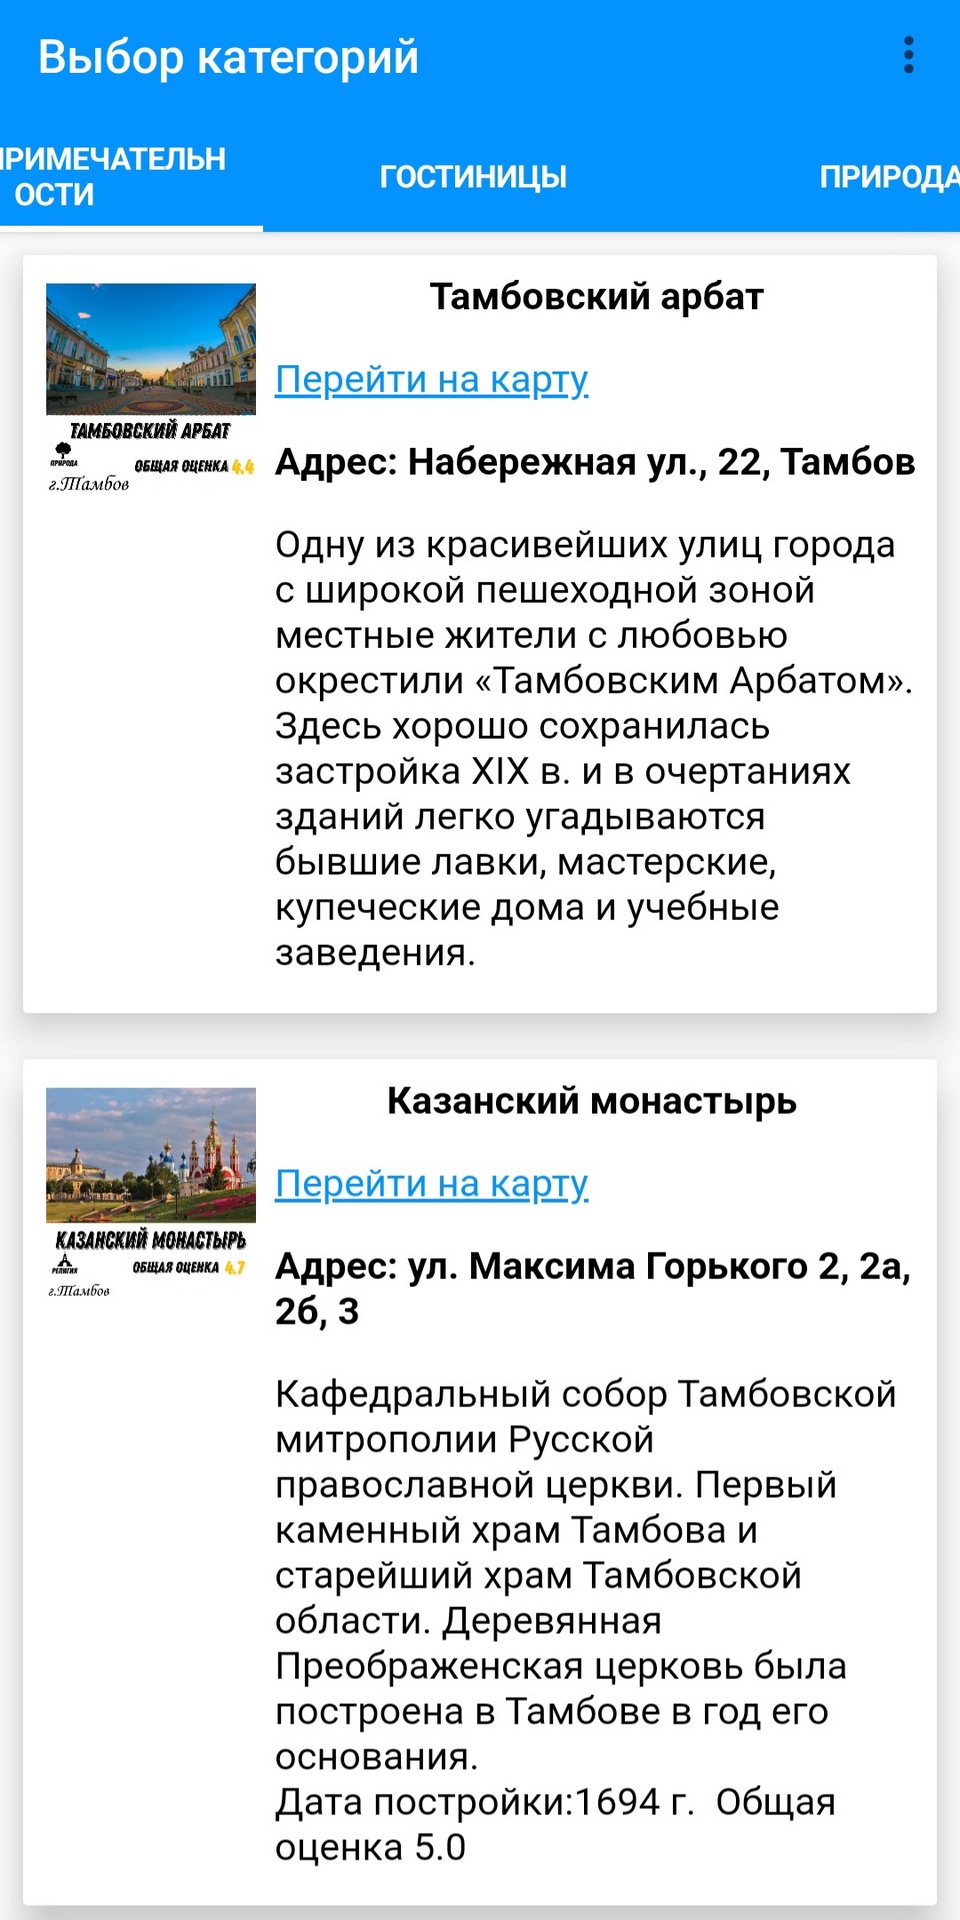 Выбор категорий
ПРИМЕЧАТЕЛЬН
ОСТИ
ГОСТИНИЦЫ
ПРИРОДА
Тамбовский арбат
Перейти на карту
Адрес: Набережная ул., 22, Тамбов
Одну из красивейших улиц города
с широкой пешеходной зоной
местные жители с любовью
окрестили «Тамбовским Арбатом».
Здесь хорошо сохранилась
застройка XIX в. и в очертаниях
зданий легко угадываются
бывшие лавки, мастерские,
купеческие дома и учебные
заведения.
ТАМБОВСКИЙ АРБАТ
ПРИРОДА
ОБЩАЯ ОЦЕНКА 4.4
г.Тамбов
Казанский монастырь
Перейти на карту
Адрес: ул. Максима Горького 2, 2а,
2б, 3
Кафедральный собор Тамбовской
митрополии Русской
православной церкви. Первый
каменный храм Тамбова и
старейший храм Тамбовской
области. Деревянная
Преображенская церковь была
построена в Тамбове в год его
основания.
Дата постройки:1694 г.  Общая
оценка 5.0
КАЗАНСКИЙ МОНАСТЫРЬ
РЕЛИГИЯ
ОБЩАЯ ОЦЕНКА 4.7
г.Тамбов